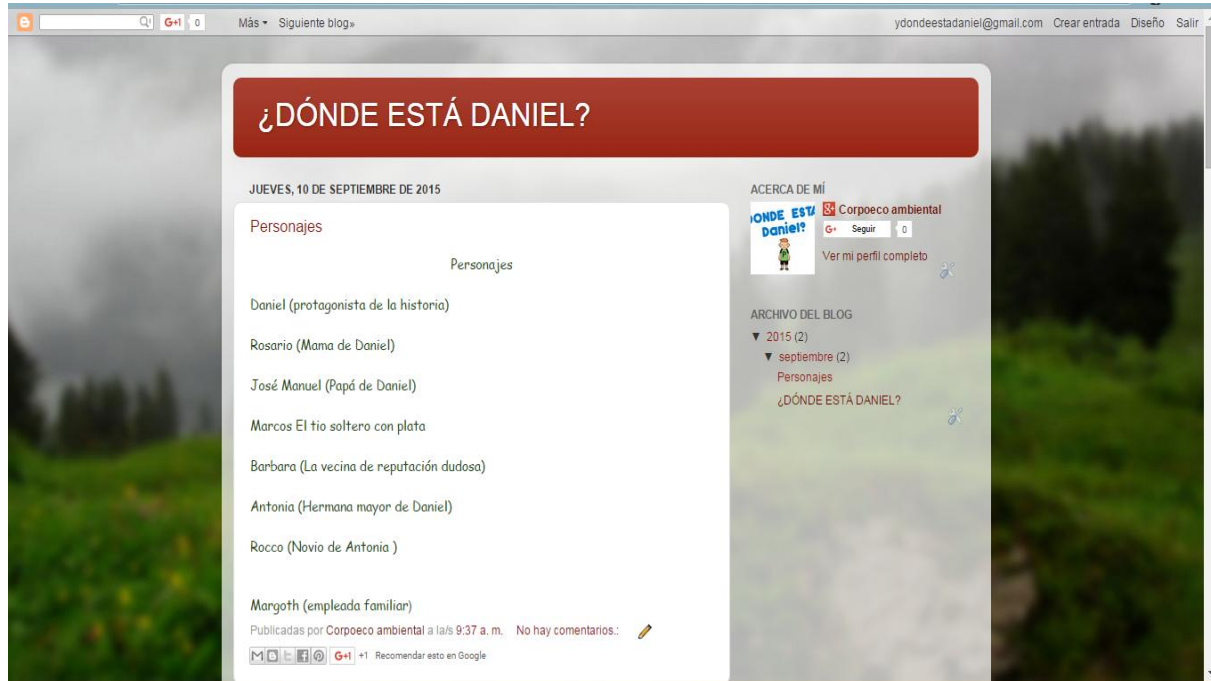 G+1 0 Más Siguiente blog» ydondeestadaniel@gmail.com Crear entrada Diseño Salir
¿DÓNDE ESTÁ DANIEL?
JUEVES, 10 DE SEPTIEMBRE DE 2015
Personajes
Personajes
Daniel (protagonista de la historia)
Rosario (Mama de Daniel)
José Manuel (Papá de Daniel)
Marcos El tio soltero con plata
Barbara (La vecina de reputación dudosa)
Antonia (Hermana mayor de Daniel)
Rocco (Novio de Antonia )
Margoth (empleada familiar)
Publicadas por Corpoeco ambiental a la/s 9:37 a. m. No hay comentarios.:
G+1 +1 Recomendar esto en Google
ACERCA DE MÍ
ONDE ESTA
Daniel?
Corpoeco ambiental
G+ Seguir 0
Ver mi perfil completo
ARCHIVO DEL BLOG
▼ 2015 (2)
▼ septiembre (2)
Personajes
¿DÓNDE ESTÁ DANIEL?